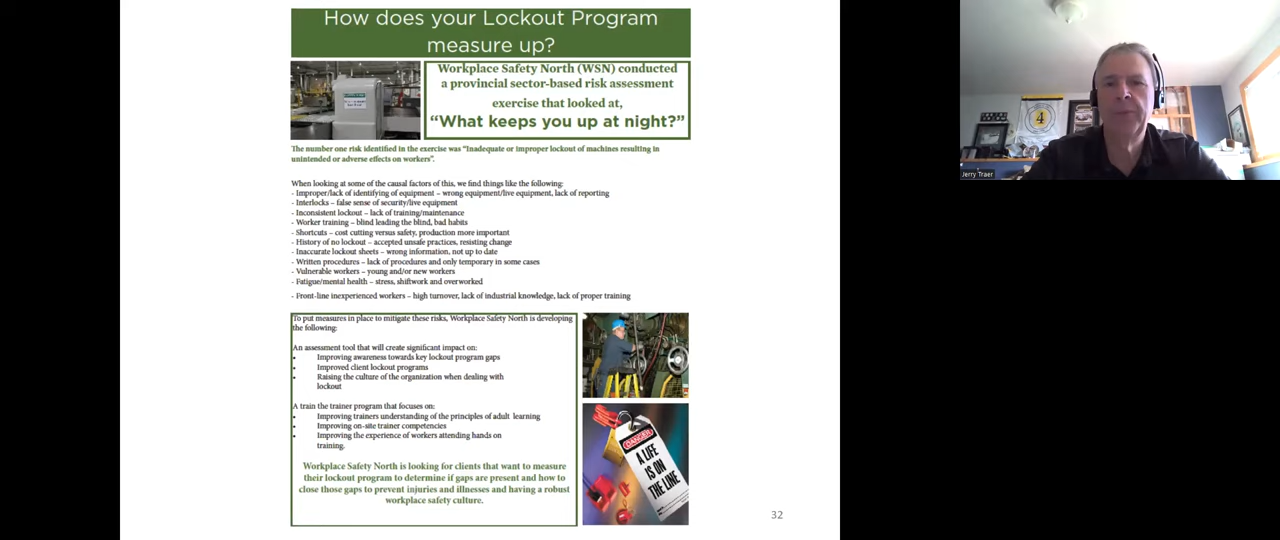 How does your Lockout Program
measure up?
Workplace Safety North (WSN) conducted
a provincial sector-based risk assessment
exercise that looked at,
“What keeps you up at night?”
The number one risk identified in the exercise was “Inadequate or improper lockout of machines resulting in
unintended or adverse effects on workers”.
When looking at some of the causal factors of this, we find things like the following:
- Improper/lack of identifying of equipment – wrong equipment/live equipment, lack of reporting
- Interlocks – false sense of security/live equipment
- Inconsistent lockout – lack of training/maintenance
- Worker training – blind leading the blind, bad habits
- Shortcuts – cost cutting versus safety, production more important
- History of no lockout – accepted unsafe practices, resisting change
- Inaccurate lockout sheets – wrong information, not up to date
- Written procedures – lack of procedures and only temporary in some cases
- Vulnerable workers – young and/or new workers
- Fatigue/mental health – stress, shiftwork and overworked
- Front-line inexperienced workers – high turnover, lack of industrial knowledge, lack of proper training
To put measures in place to mitigate these risks, Workplace Safety North is developing
the following:
An assessment tool that will create significant impact on:
• Improving awareness towards key lockout program gaps
• Improved client lockout programs
• Raising the culture of the organization when dealing with
lockout
A train the trainer program that focuses on:
• Improving trainers understanding of the principles of adult learning
• Improving on-site trainer competencies
• Improving the experience of workers attending hands on
training.
Workplace Safety North is looking for clients that want to measure
their lockout program to determine if gaps are present and how to
close those gaps to prevent injuries and illnesses and having a robust
workplace safety culture.
DANGER
A LIFE
IS ON
THE LINE
32
4
Jerry Traer